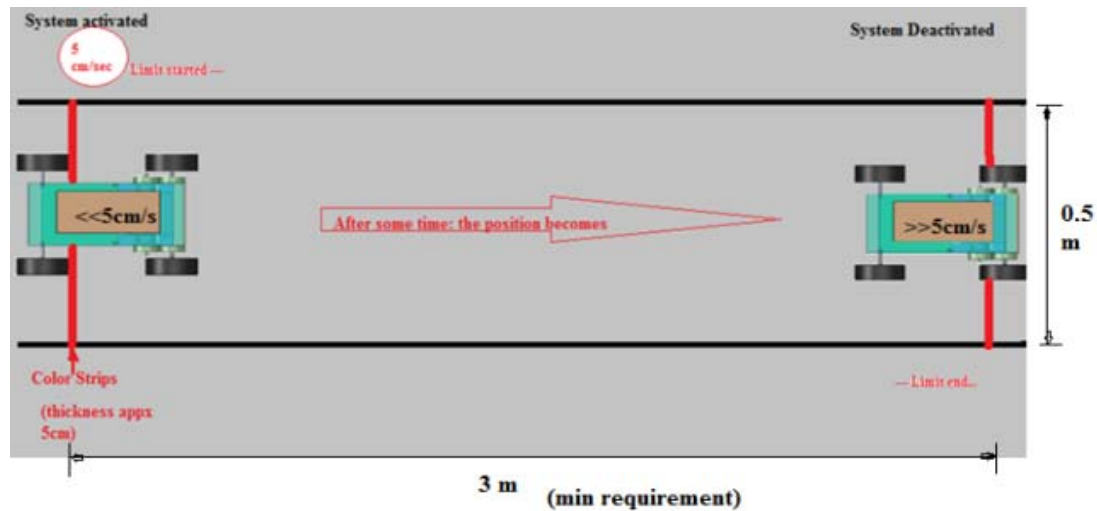 System activated
System Deactivated
5
cm/sec
Limit started ---
<<5cm/s
After some time: the position becomes
>>5cm/s
0.5
m
Color Strips
(thickness appx
5cm)
--- Limit end...
3 m
(min requirement)